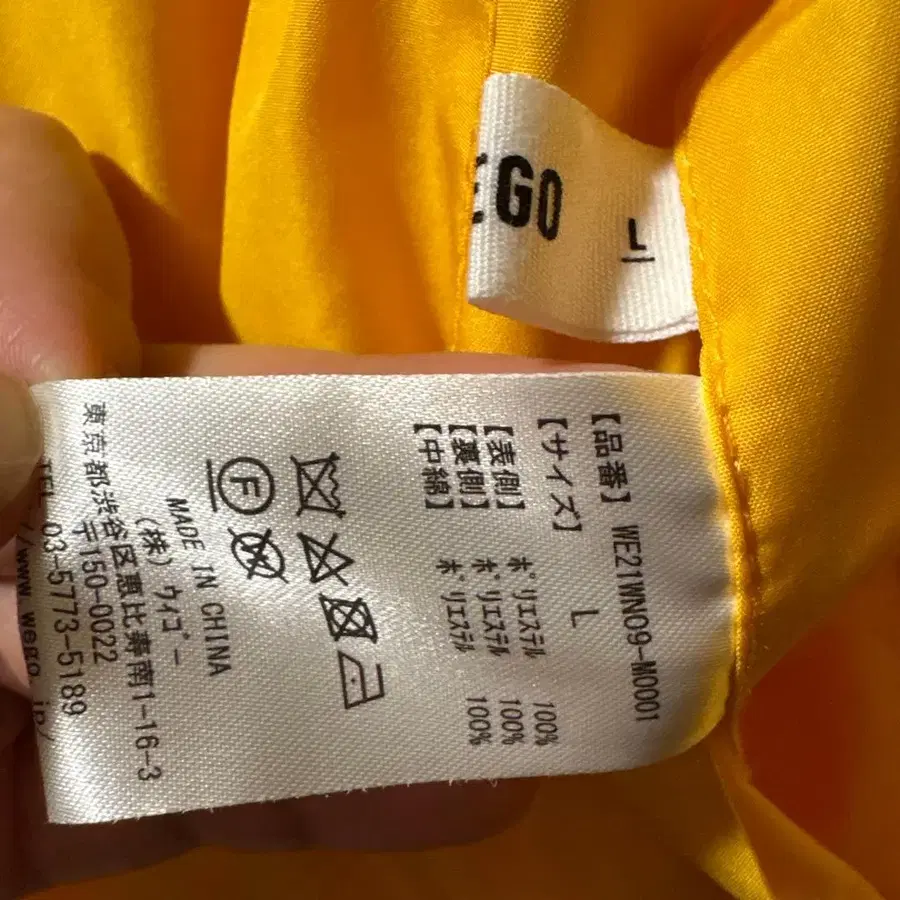 EGO
L
【品番】 WE21WN09-M0001
【サイズ】 L
【表側】 ポリエステル 100%
【裏側】 ポリエステル 100%
【中綿】 ポリエステル 100%
F
MADE IN CHINA
(株) ウィゴー
東京都渋谷区恵比寿南1-16-3
〒150-0022
TEL 03-5773-5189
//www.wego.jp/